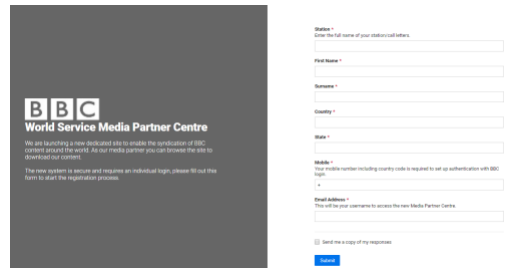 BBC
World Service Media Partner Centre
We are launching a new dedicated site to enable the syndication of BBC
content around the world. As our media partner you can browse the site to
download our content.
The new system is secure and requires an individual login, please fill out this
form to start the registration process.
Station *
Enter the full name of your station/call letters
First Name *
Surname *
Country *
State *
Mobile *
Your mobile number including country code is required to set up authentication with BBC
login
+
Email Address *
This will be your username to access the new Media Partner Centre.
Send me a copy of my responses
Submit